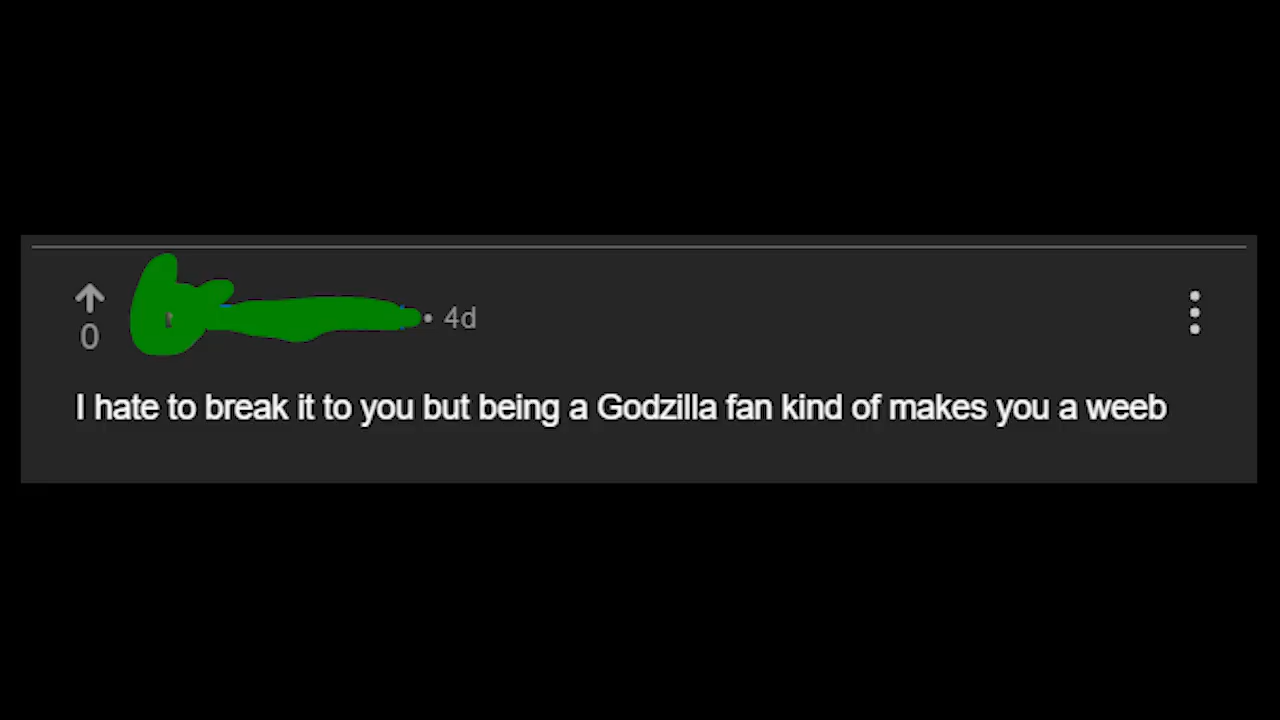 0
• 4d
I hate to break it to you but being a Godzilla fan kind of makes you a weeb